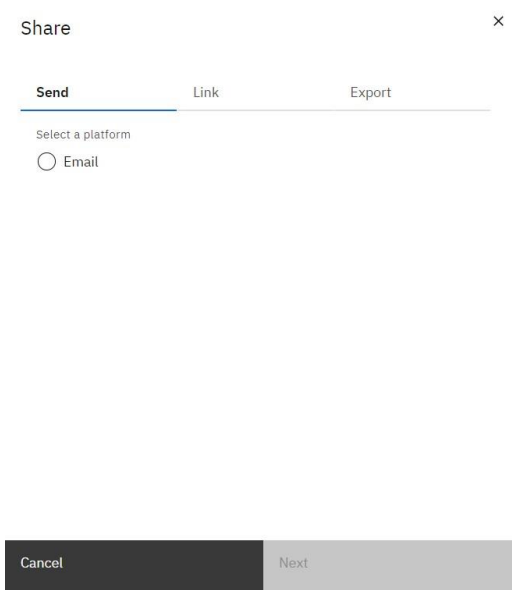 Share
Send
Link
Export
Select a platform
Email
Cancel
Next